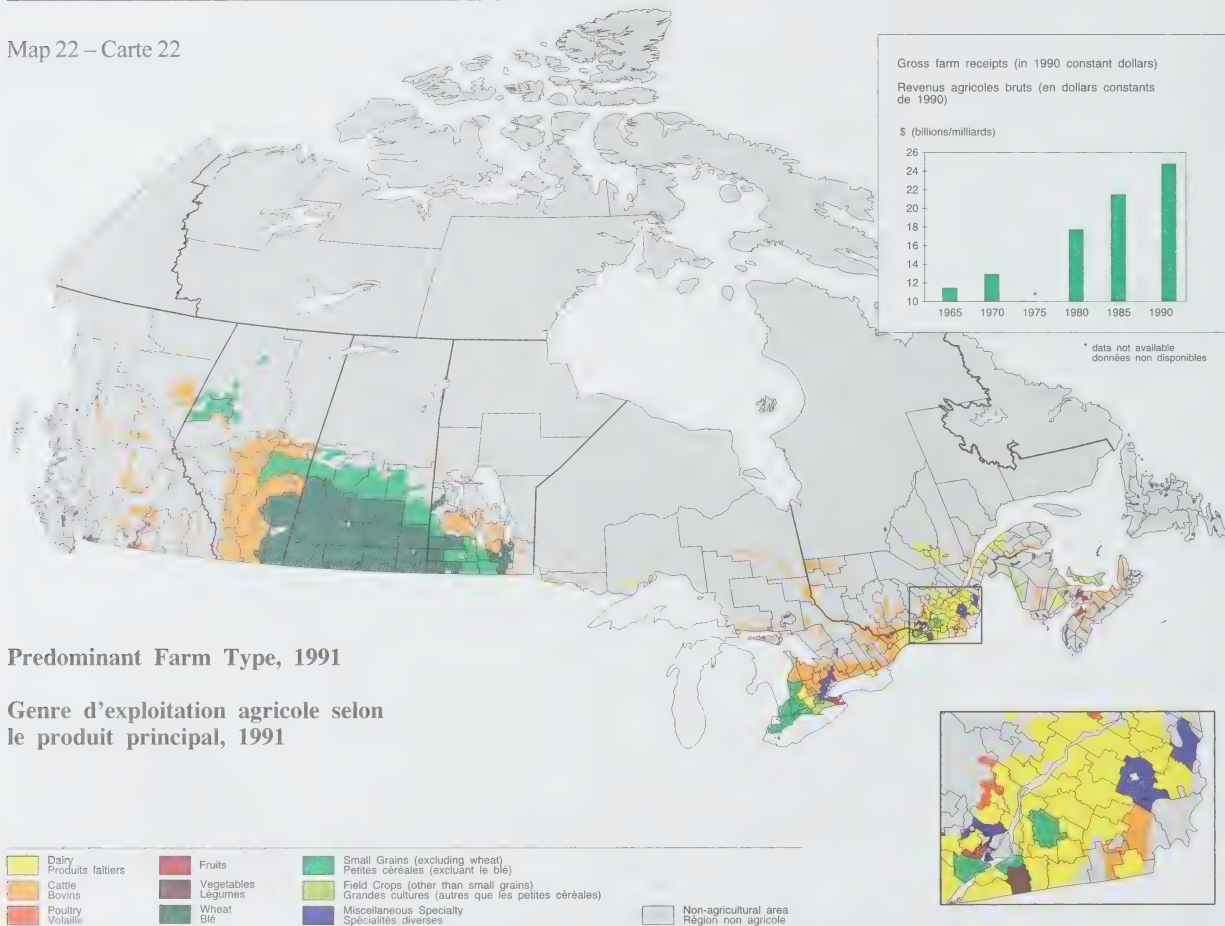 Map 22 – Carte 22
Gross farm receipts (in 1990 constant dollars)
Revenus agricoles bruts (en dollars constants
de 1990)
$ (billions/milliards)
26
24
22
20
18
16
14
12
10
1965 1970 1975 1980 1985 1990
*
* data not available
données non disponibles
Predominant Farm Type, 1991
Genre d'exploitation agricole selon
le produit principal, 1991
Dairy
Produits laitiers
Cattle
Bovins
Poultry
Volaille
Fruits
Vegetables
Légumes
Wheat
Blé
Small Grains (excluding wheat)
Petites céréales (excluant le blé)
Field Crops (other than small grains)
Grandes cultures (autres que les petites céréales)
Miscellaneous Specialty
Spécialités diverses
Non-agricultural area
Région non agricole